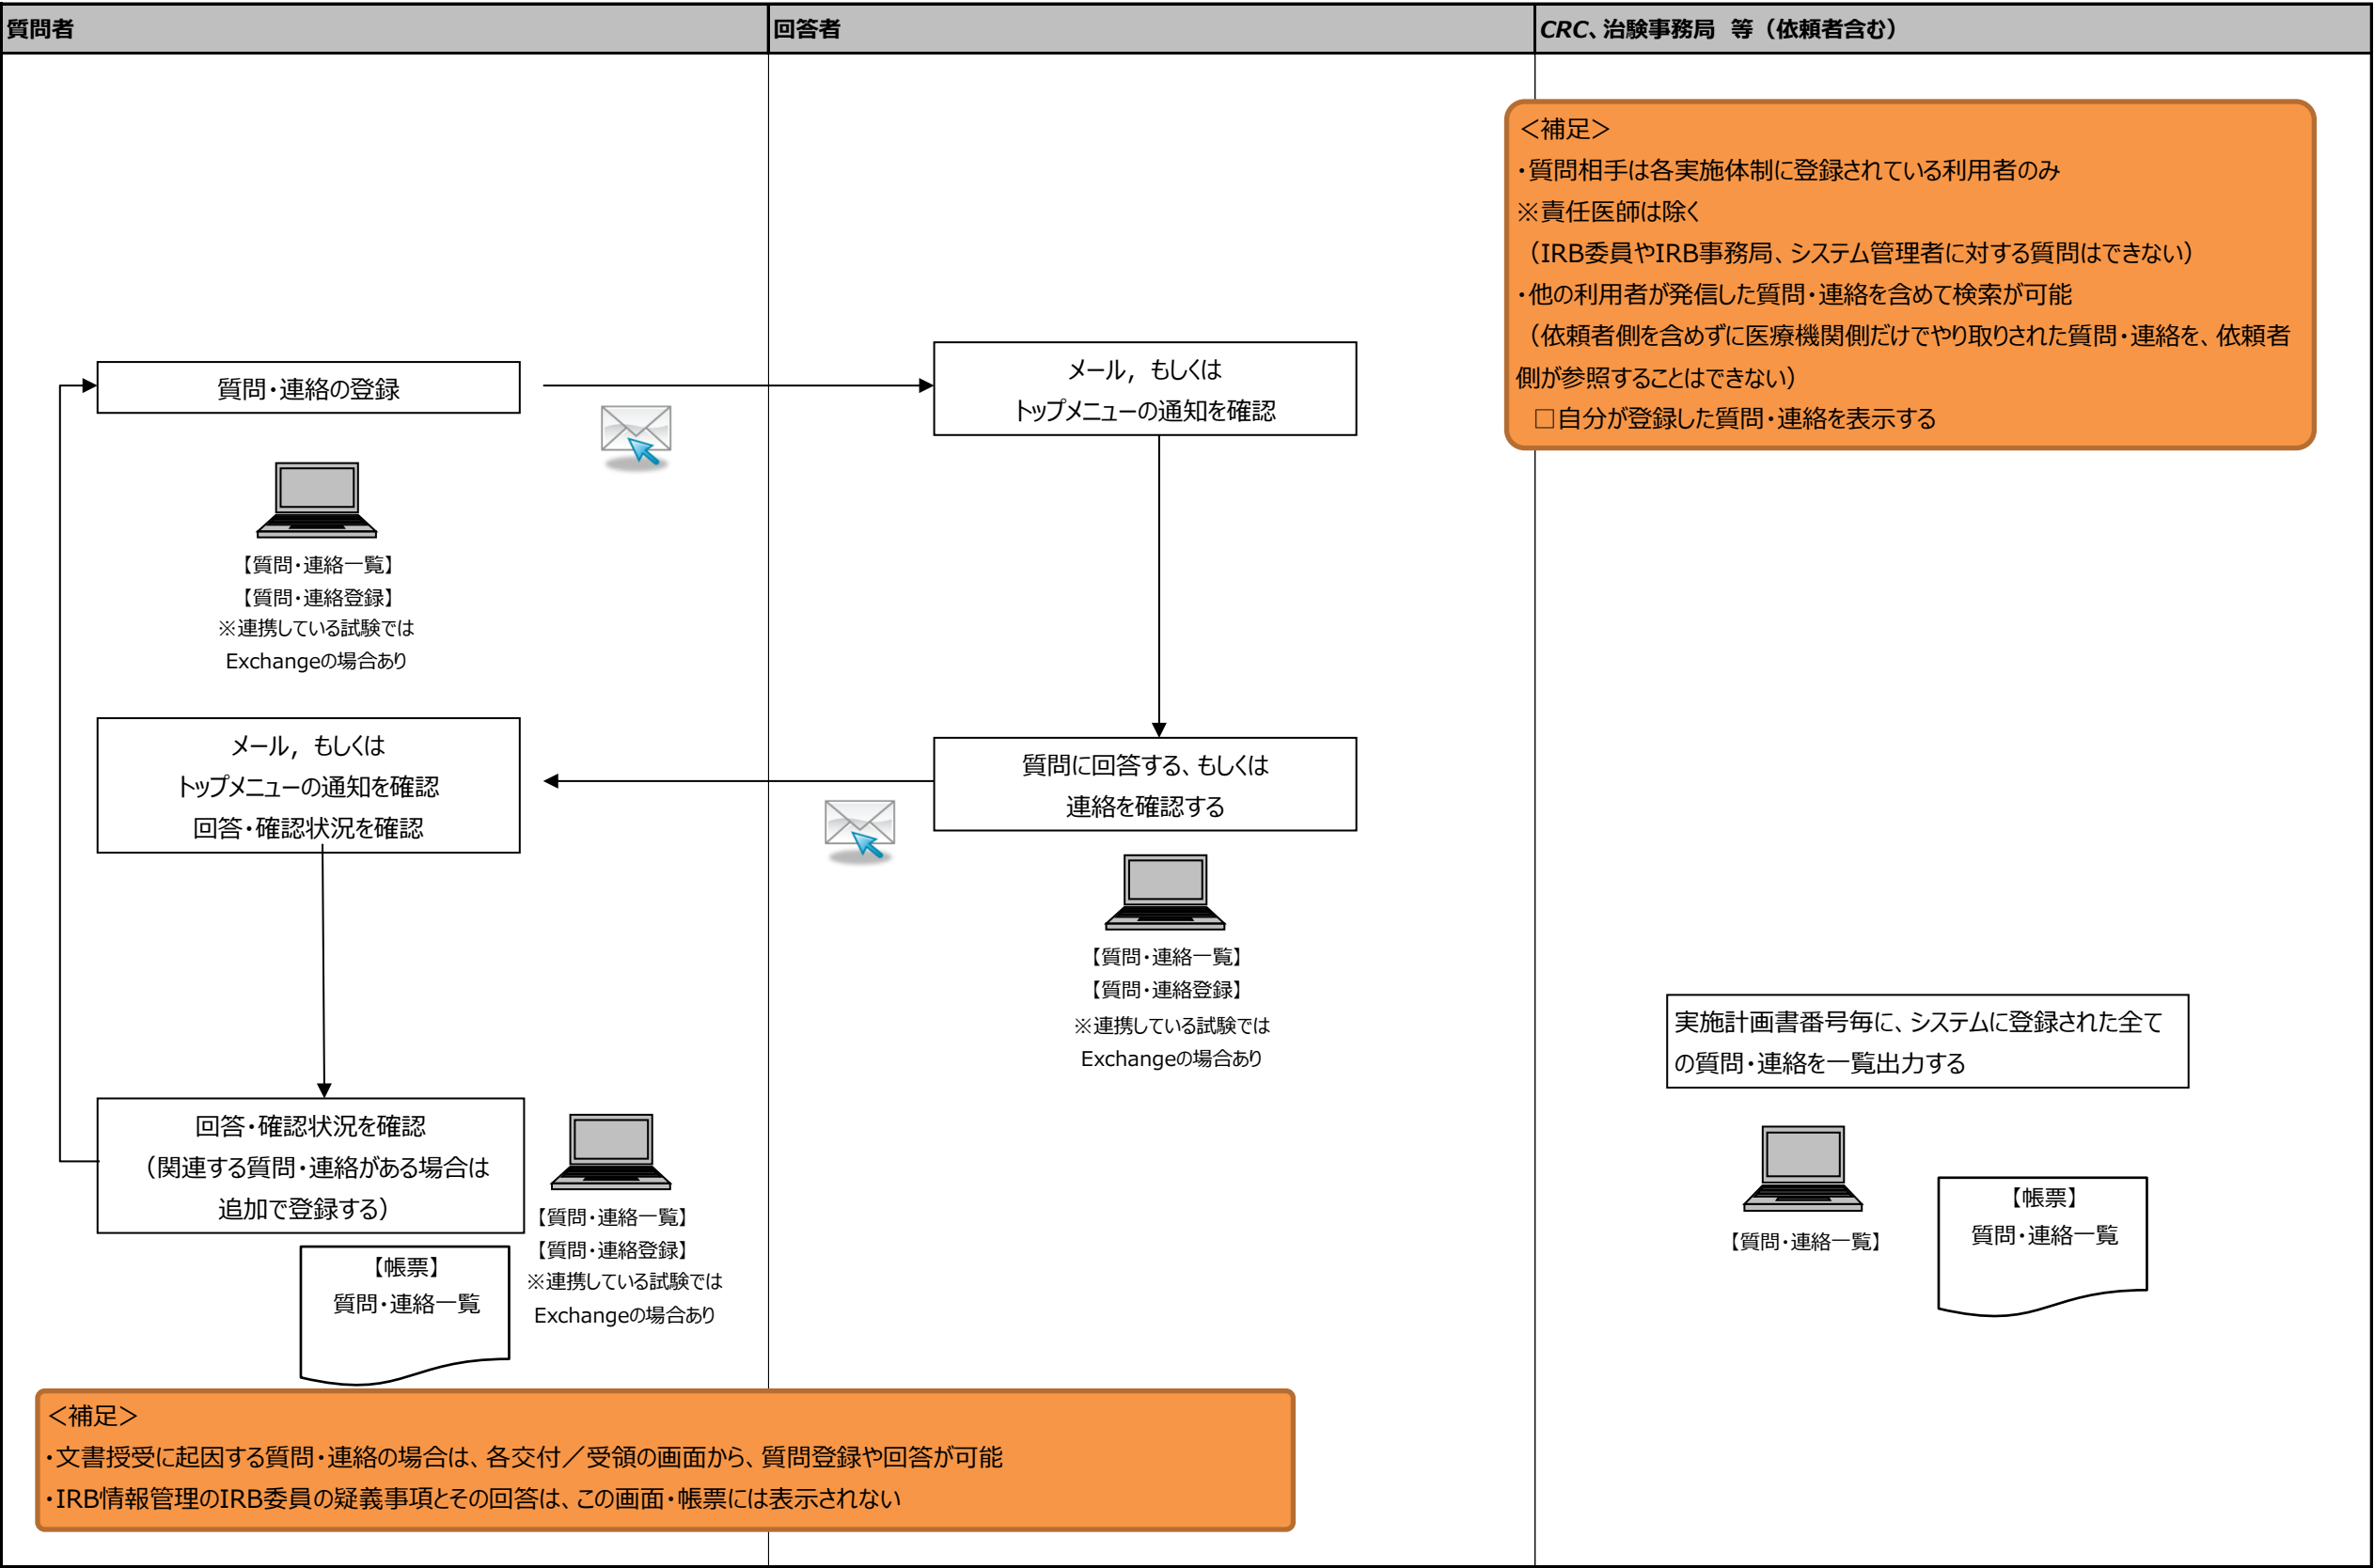 質問者
回答者
CRC、治験事務局　等（依頼者含む）
＜補足＞
・質問相手は各実施体制に登録されている利用者のみ
※責任医師は除く
（IRB委員やIRB事務局、システム管理者に対する質問はできない）
・他の利用者が発信した質問・連絡を含めて検索が可能
（依頼者側を含めずに医療機関側だけでやり取りされた質問・連絡を、依頼者
側が参照することはできない）
□自分が登録した質問・連絡を表示する
質問・連絡の登録
メール，もしくは
トップメニューの通知を確認
【質問・連絡一覧】
【質問・連絡登録】
※連携している試験では
Exchangeの場合あり
メール，もしくは
トップメニューの通知を確認
回答・確認状況を確認
質問に回答する、もしくは
連絡を確認する
【質問・連絡一覧】
【質問・連絡登録】
※連携している試験では
Exchangeの場合あり
実施計画書番号毎に、システムに登録された全て
の質問・連絡を一覧出力する
回答・確認状況を確認
（関連する質問・連絡がある場合は
追加で登録する）
【質問・連絡一覧】
【質問・連絡登録】
※連携している試験では
Exchangeの場合あり
【帳票】
質問・連絡一覧
【質問・連絡一覧】
【帳票】
質問・連絡一覧
＜補足＞
・文書授受に起因する質問・連絡の場合は、各交付／受領の画面から、質問登録や回答が可能
・IRB情報管理のIRB委員の疑義事項とその回答は、この画面・帳票には表示されない